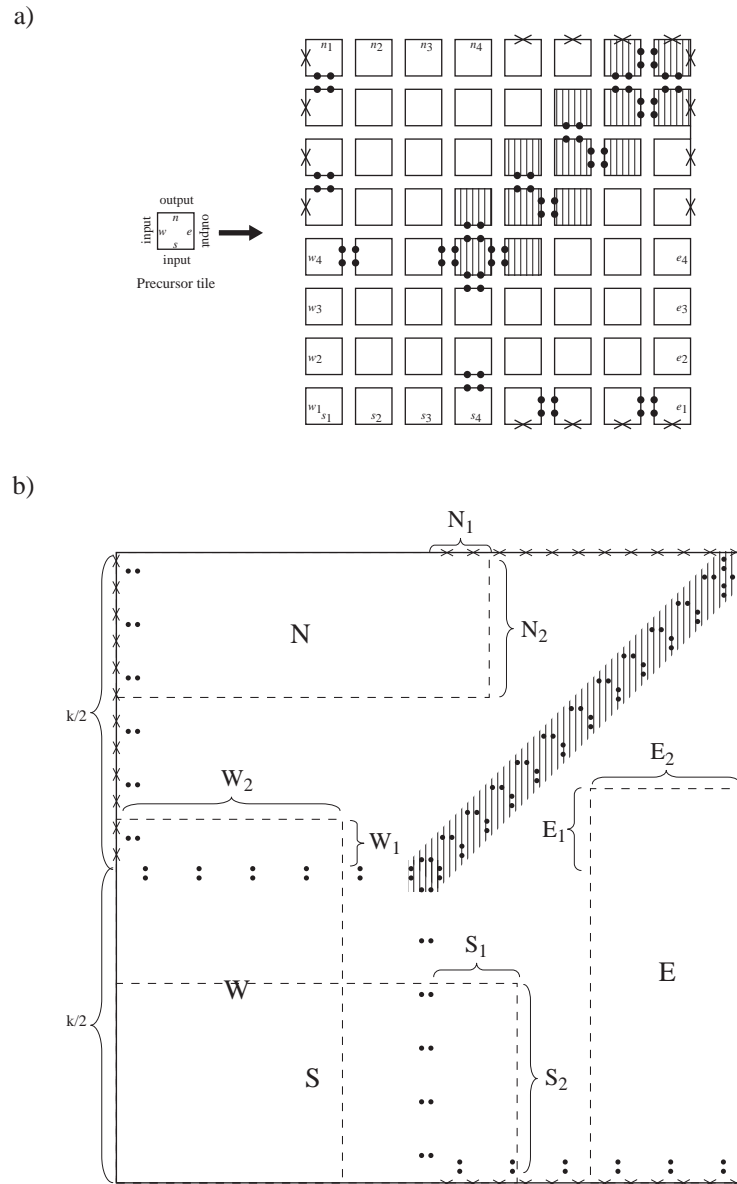 a)
n1 n2 n3 n4
output
input n output
w e
s
input
Precursor tile
w4 e4
w3 e3
w2 e2
w1 e1
s1 s2 s3 s4
b)
N1
N
N2
k/2
W2
E2
W1
E1
S1
W
E
k/2
S
S2